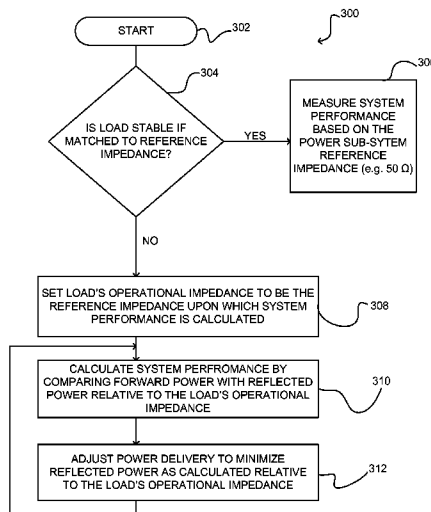 START
302
300
304
IS LOAD STABLE IF
MATCHED TO REFERENCE
IMPEDANCE?
YES
MEASURE SYSTEM
PERFORMANCE
BASED ON THE
POWER SUB-SYTEM
REFERENCE
IMPEDANCE (e.g. 50 Ω)
NO
SET LOAD'S OPERATIONAL IMPEDANCE TO BE THE
REFERENCE IMPEDANCE UPON WHICH SYSTEM
PERFORMANCE IS CALCULATED
308
CALCULATE SYSTEM PERFROMANCE BY
COMPARING FORWARD POWER WITH REFLECTED
POWER RELATIVE TO THE LOAD'S OPERATIONAL
IMPEDANCE
310
ADJUST POWER DELIVERY TO MINIMIZE
REFLECTED POWER AS CALCULATED RELATIVE
TO THE LOAD'S OPERATIONAL IMPEDANCE
312